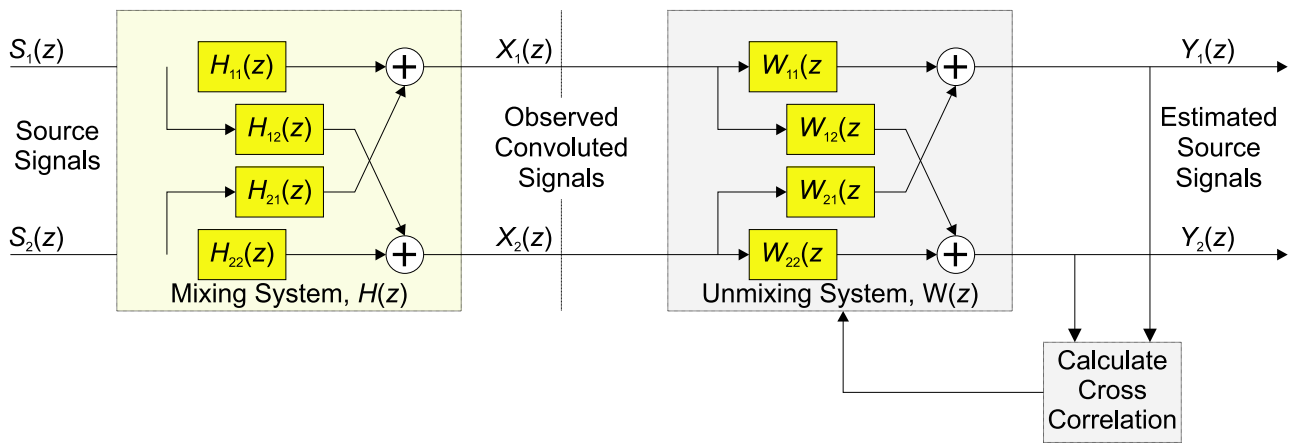 S1(z)
Source
Signals
S2(z)
H11(z)
H12(z)
H21(z)
H22(z)
+
+
Mixing System, H(z)
X1(z)
Observed
Convoluted
Signals
X2(z)
W11(z
W12(z
W21(z
W22(z
+
+
Unmixing System, W(z)
Y1(z)
Estimated
Source
Signals
Y2(z)
Calculate
Cross
Correlation